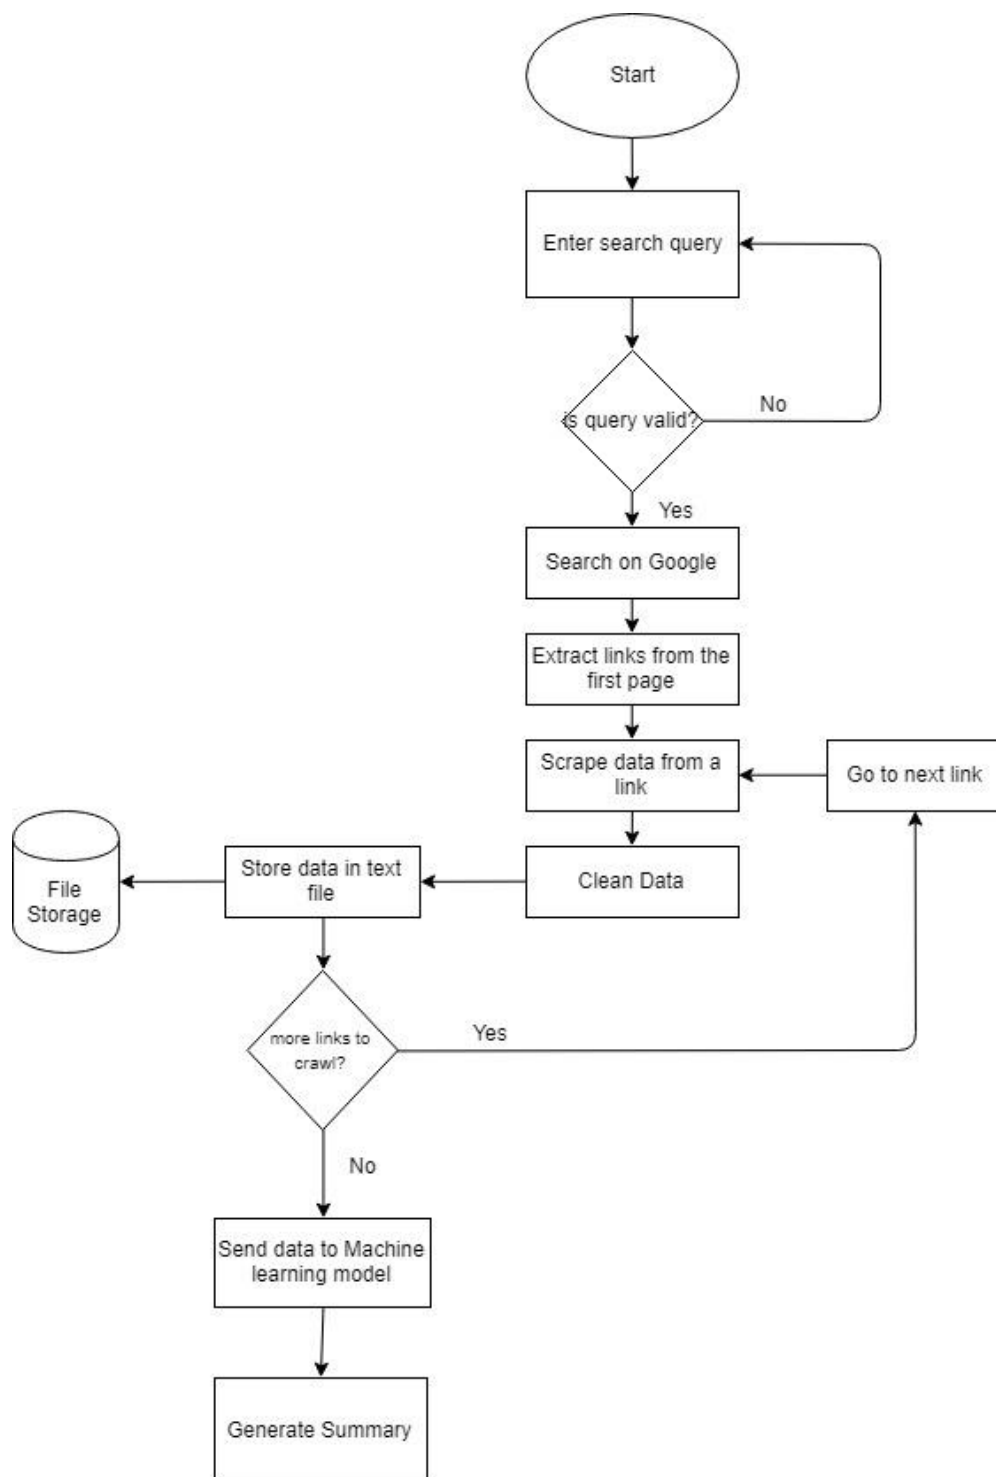 Start
Enter search query
is query valid?
No
Yes
Search on Google
Extract links from the
first page
Scrape data from a
link
Go to next link
Clean Data
Store data in text
file
File
Storage
more links to
crawl?
Yes
No
Send data to Machine
learning model
Generate Summary